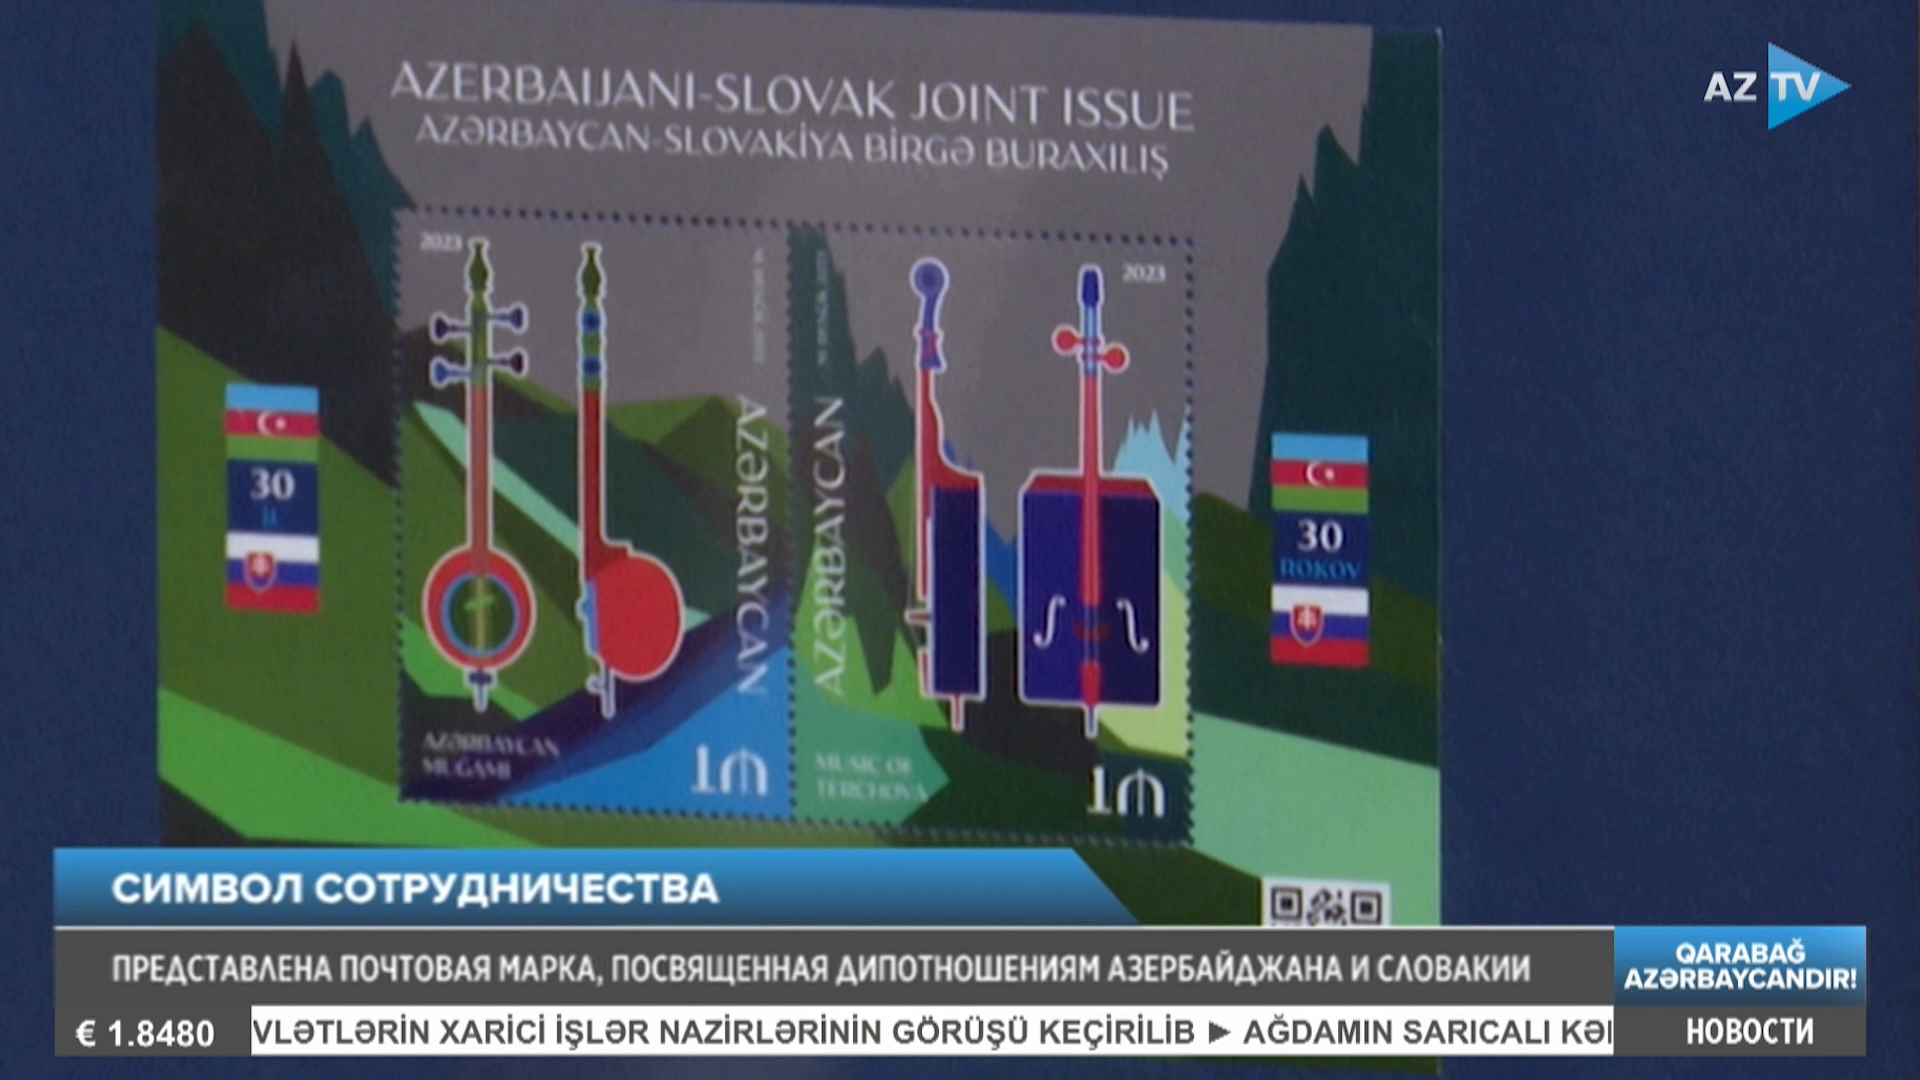 AZ TV
AZERBAIJANI-SLOVAK JOINT ISSUE
AZƏRBAYCAN-SLOVAKİYA BİRGƏ BURAXILIŞ
2023
2023
AZƏRBAYCAN
AZƏRBAYCAN
30
İL
30
ROKOV
AZƏRBAYCAN
MUĞAMI
1₼
MUSIC OF
TERCHOVA
1₼
СИМВОЛ СОТРУДНИЧЕСТВА
ПРЕДСТАВЛЕНА ПОЧТОВАЯ МАРКА, ПОСВЯЩЕННАЯ ДИПОТНОШЕНИЯМ АЗЕРБАЙДЖАНА И СЛОВАКИИ
QARABAĞ
AZƏRBAYCANDIR!
€ 1.8480
VLƏTLƏRİN XARİCİ İŞLƏR NAZİRLƏRİNİN GÖRÜŞÜ KEÇİRİLİB ► AĞDAMIN SARICALI KƏ
НОВОСТИ